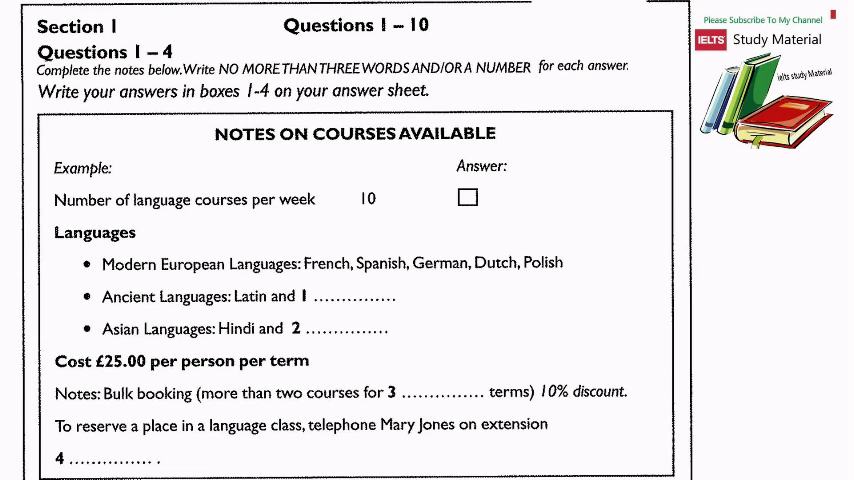 Section 1 Questions 1 – 10
Questions 1 – 4
Complete the notes below. Write NO MORE THAN THREE WORDS AND/OR A NUMBER for each answer.
Write your answers in boxes 1-4 on your answer sheet.
NOTES ON COURSES AVAILABLE
Example: Answer:
Number of language courses per week 10
Languages
• Modern European Languages: French, Spanish, German, Dutch, Polish
• Ancient Languages: Latin and 1 ……………
• Asian Languages: Hindi and 2 ……………
Cost £25.00 per person per term
Notes: Bulk booking (more than two courses for 3 …………… terms) 10% discount.
To reserve a place in a language class, telephone Mary Jones on extension
4 …………… .
Please Subscribe To My Channel
IELTS Study Material
ielts study Material